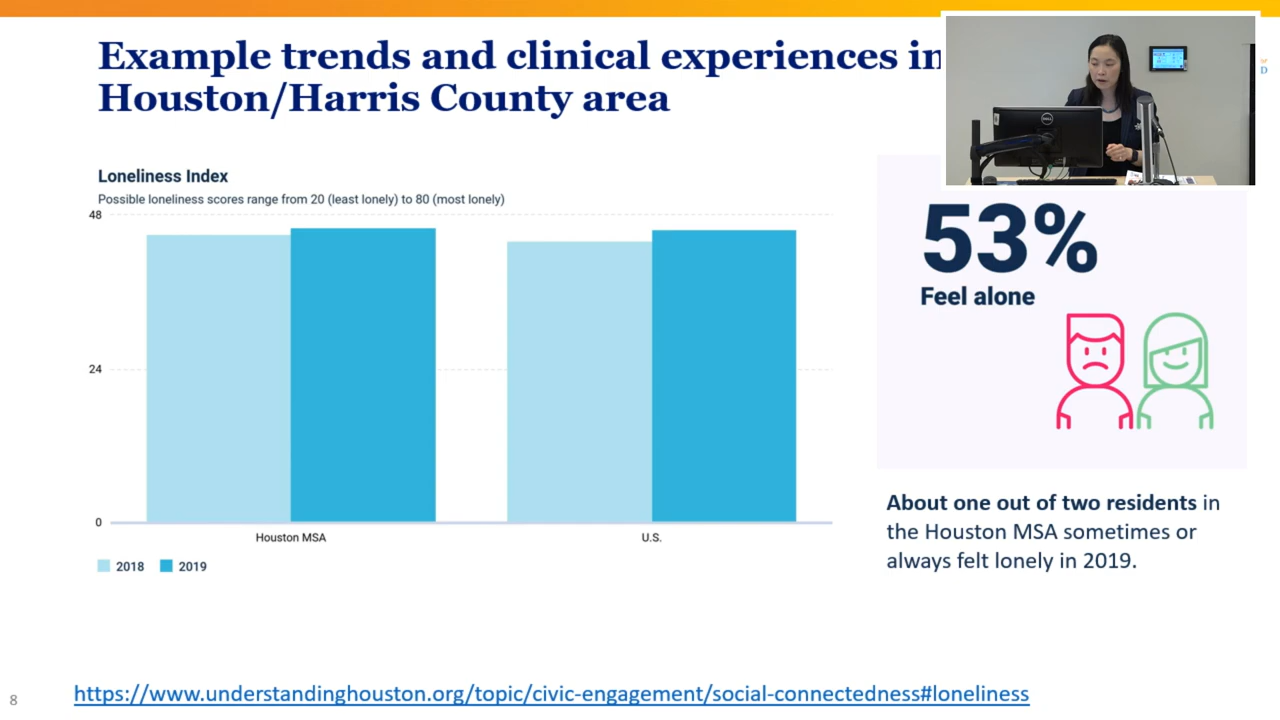 Example trends and clinical experiences in
Houston/Harris County area
Loneliness Index
Possible loneliness scores range from 20 (least lonely) to 80 (most lonely)
48
24
0
Houston MSA
U.S.
2018
2019
53%
Feel alone
About one out of two residents in
the Houston MSA sometimes or
always felt lonely in 2019.
DELL
D
8
https://www.understandinghouston.org/topic/civic-engagement/social-connectedness#loneliness